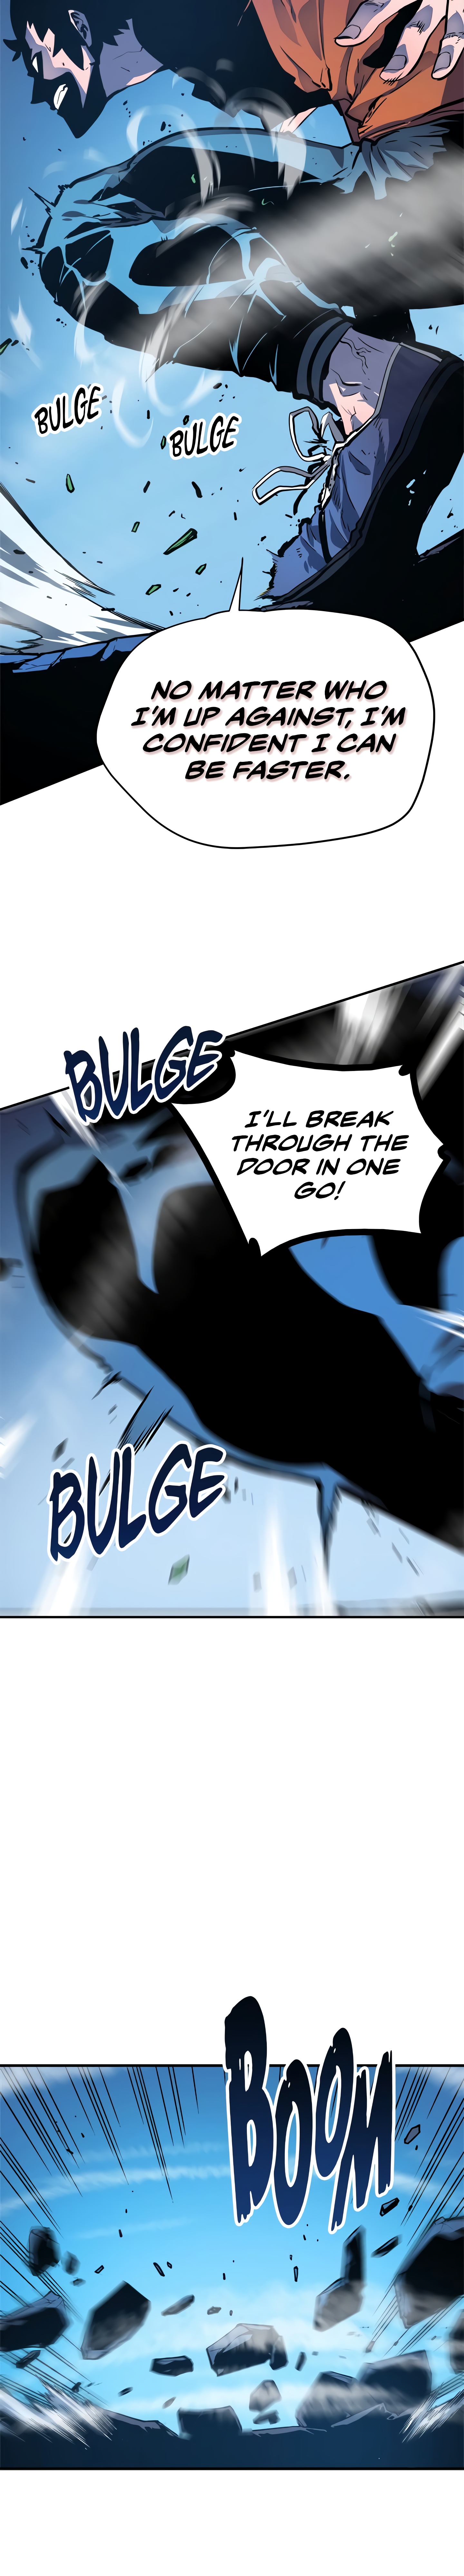 BULGE
BULGE
NO MATTER WHO
I'M UP AGAINST, I'M
CONFIDENT I CAN
BE FASTER.
BULGE
I'LL BREAK
THROUGH THE
DOOR IN ONE
GO!
BULGE
BOOM